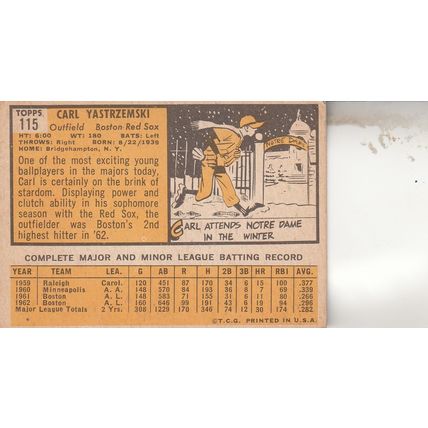 TOPPS
115
CARL YASTRZEMSKI
Outfield Boston Red Sox
HT: 6:00 WT: 180 BATS: Left
THROWS: Right BORN: 8/22/1939
HOME: Bridgehampton, N. Y.
One of the most exciting young
ballplayers in the majors today,
Carl is certainly on the brink of
stardom. Displaying power and
clutch ability in his sophomore
season with the Red Sox, the
outfielder was Boston's 2nd
highest hitter in '62.
NOTRE DAME
CARL ATTENDS NOTRE DAME
IN THE WINTER
COMPLETE MAJOR AND MINOR LEAGUE BATTING RECORD
YEAR TEAM LEA. G AB R H 2B 3B HR RBI AVG.
1959 Raleigh Carol. 120 451 87 170 34 6 15 100 .377
1960 Minneapolis A. A. 148 570 84 193 36 8 7 69 .339
1961 Boston A. L. 148 583 71 155 31 6 11 80 .266
1962 Boston A. L. 160 646 99 191 43 6 19 94 .296
Major League Totals 2 Yrs. 308 1229 170 346 74 12 30 174 .282
©T.C.G. PRINTED IN U.S.A.